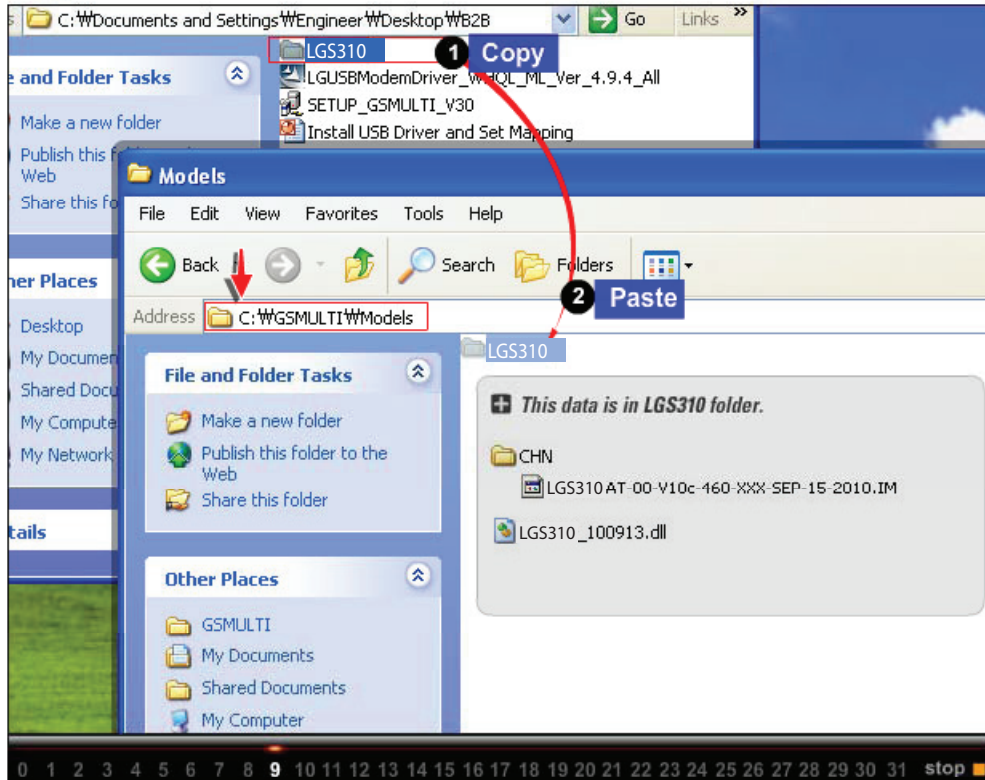 C:₩Documents and Settings₩Engineer₩Desktop₩B2B Go Links »
LGS310
1 Copy
LGUSBModemDriver_WHQL_ML_Ver_4.9.4_All
SETUP_GSMULTI_V30
Install USB Driver and Set Mapping
e and Folder Tasks
Make a new folder
Publish this f
Web
Share this fo
her Places
Desktop
My Documen
Shared Docu
My Compute
My Network
tails
Models
File Edit View Favorites Tools Help
Back Search Folders
2 Paste
Address C:₩GSMULTI₩Models
LGS310
File and Folder Tasks
Make a new folder
Publish this folder to the
Web
Share this folder
Other Places
GSMULTI
My Documents
Shared Documents
My Computer
This data is in LGS310 folder.
CHN
LGS310AT-00-V10c-460-XXX-SEP-15-2010.IM
LGS310_100913.dll
0 1 2 3 4 5 6 7 8 9 10 11 12 13 14 15 16 17 18 19 20 21 22 23 24 25 26 27 28 29 30 31 stop